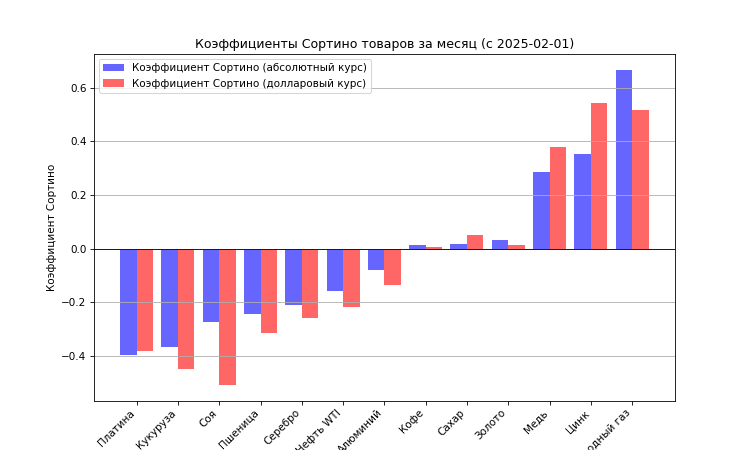 Коэффициенты Сортино товаров за месяц (с 2025-02-01)
Коэффициент Сортино (абсолютный курс)
Коэффициент Сортино (долларовый курс)
Коэффициент Сортино
0.6
0.4
0.2
0.0
−0.2
−0.4
Платина
Кукуруза
Соя
Пшеница
Серебро
Нефть WTI
Алюминий
Кофе
Сахар
Золото
Медь
Цинк
одный газ